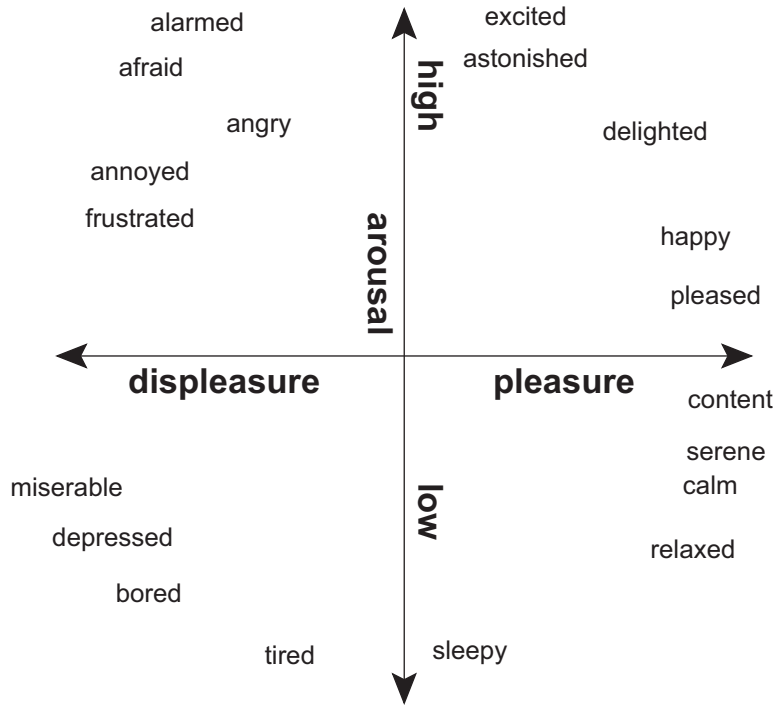 alarmed
excited
afraid
astonished
high
angry
delighted
annoyed
frustrated
arousal
happy
pleased
displeasure
pleasure
content
serene
miserable
low
calm
depressed
relaxed
bored
tired
sleepy